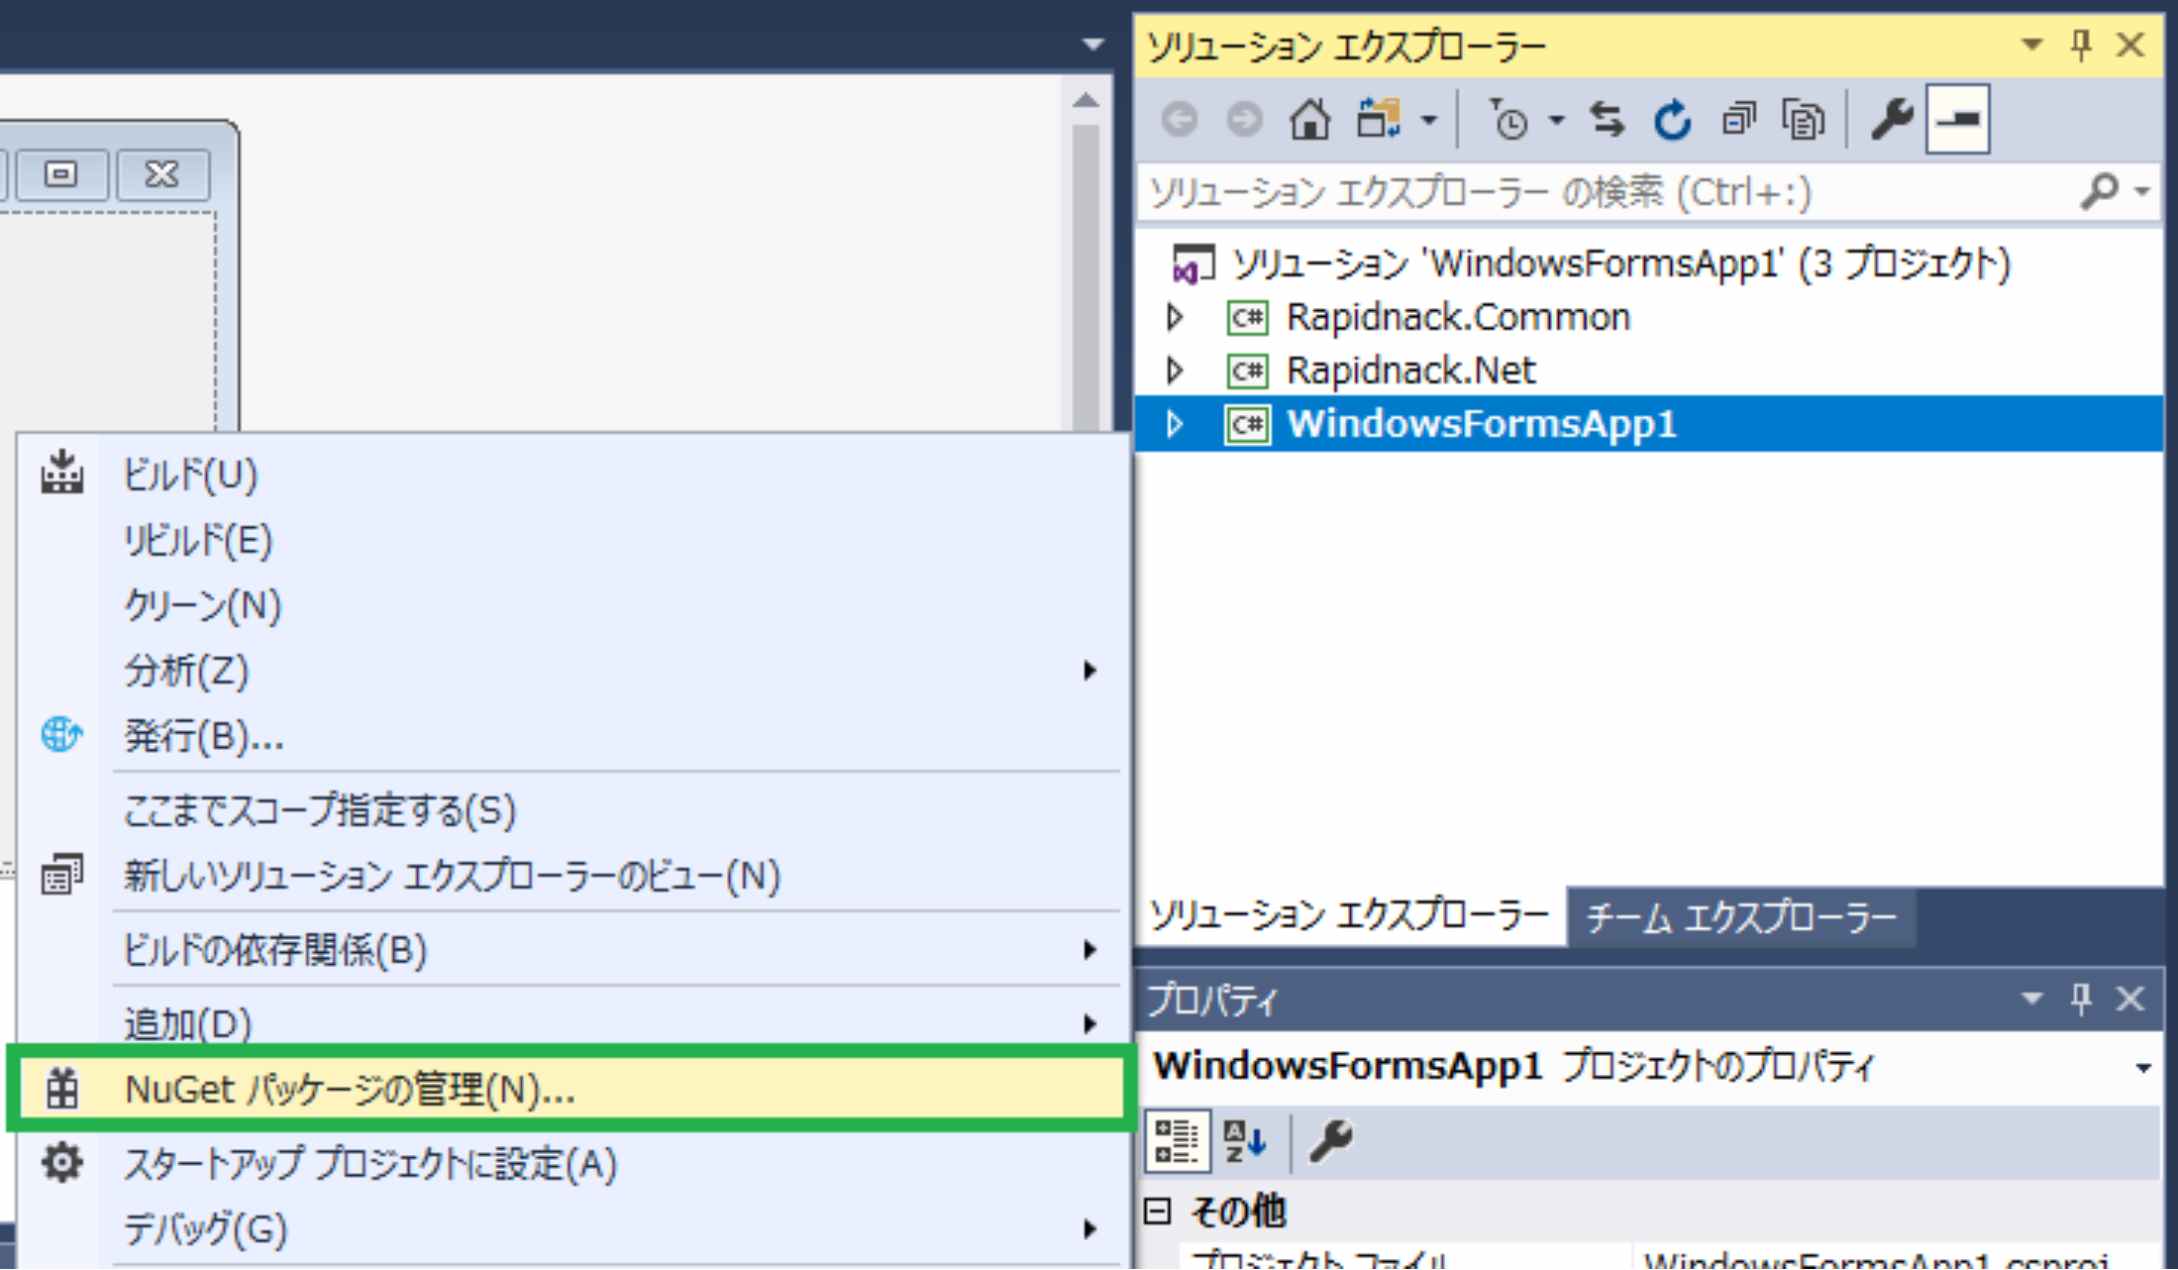 ソリューション エクスプローラー
ソリューション エクスプローラー の検索 (Ctrl+:)
ソリューション 'WindowsFormsApp1' (3 プロジェクト)
C# Rapidnack.Common
C# Rapidnack.Net
C# WindowsFormsApp1
ソリューション エクスプローラー
チーム エクスプローラー
プロパティ
WindowsFormsApp1 プロジェクトのプロパティ
その他
プロジェクト ファイル
WindowsFormsApp1.csproj
ビルド(U)
リビルド(E)
クリーン(N)
分析(Z)
発行(B)...
ここまでスコープ指定する(S)
新しいソリューション エクスプローラーのビュー(N)
ビルドの依存関係(B)
追加(D)
NuGet パッケージの管理(N)...
スタートアップ プロジェクトに設定(A)
デバッグ(G)